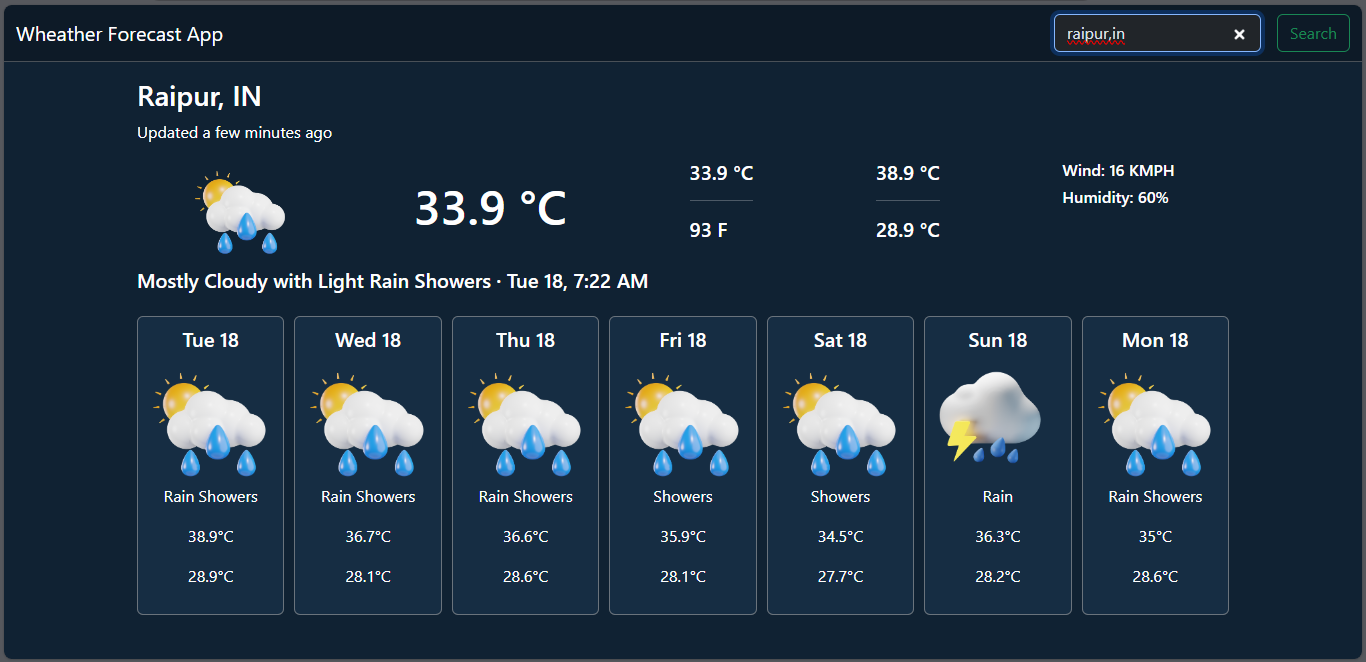 Wheather Forecast App
raipur,in
Search
Raipur, IN
Updated a few minutes ago
33.9 °C
33.9 °C
93 F
38.9 °C
28.9 °C
Wind: 16 KMPH
Humidity: 60%
Mostly Cloudy with Light Rain Showers · Tue 18, 7:22 AM
Tue 18
Rain Showers
38.9°C
28.9°C
Wed 18
Rain Showers
36.7°C
28.1°C
Thu 18
Rain Showers
36.6°C
28.6°C
Fri 18
Showers
35.9°C
28.1°C
Sat 18
Showers
34.5°C
27.7°C
Sun 18
Rain
36.3°C
28.2°C
Mon 18
Rain Showers
35°C
28.6°C